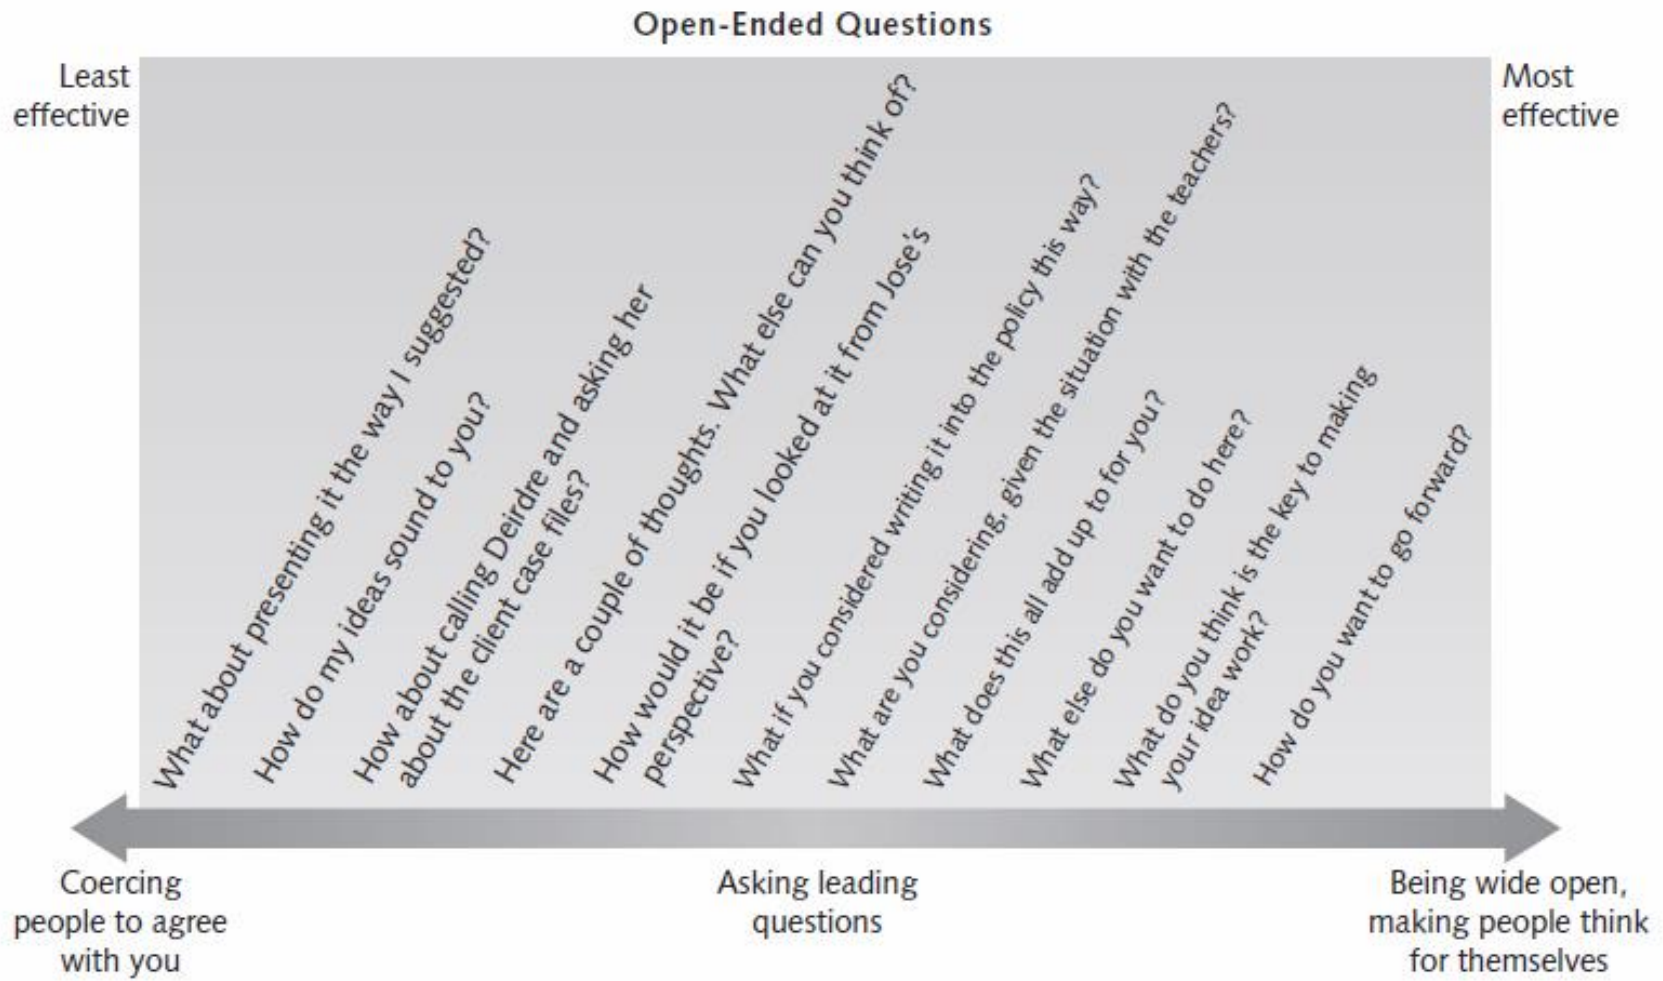 Open-Ended Questions
Least
effective
Most
effective
What about presenting it the way I suggested?
How do my ideas sound to you?
How about calling Deirdre and asking her
about the client case files?
Here are a couple of thoughts. What else can you think of?
How would it be if you looked at it from Jose's
perspective?
What if you considered writing it into the policy this way?
What are you considering, given the situation with the teachers?
What does this all add up to for you?
What else do you want to do here?
What do you think is the key to making
your idea work?
How do you want to go forward?
Coercing
people to agree
with you
Asking leading
questions
Being wide open,
making people think
for themselves